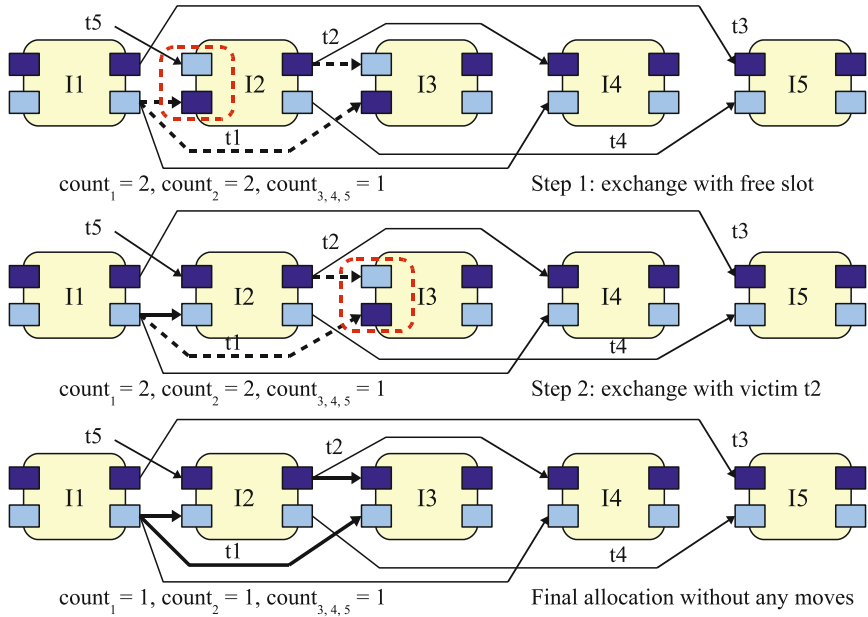 t5 t2 t3
I1 I2 I3 I4 I5
t1 t4
count₁ = 2, count₂ = 2, count₃, ₄, ₅ = 1 Step 1: exchange with free slot
t5 t2 t3
I1 I2 I3 I4 I5
t1 t4
count₁ = 2, count₂ = 2, count₃, ₄, ₅ = 1 Step 2: exchange with victim t2
t5 t2 t3
I1 I2 I3 I4 I5
t1 t4
count₁ = 1, count₂ = 1, count₃, ₄, ₅ = 1 Final allocation without any moves